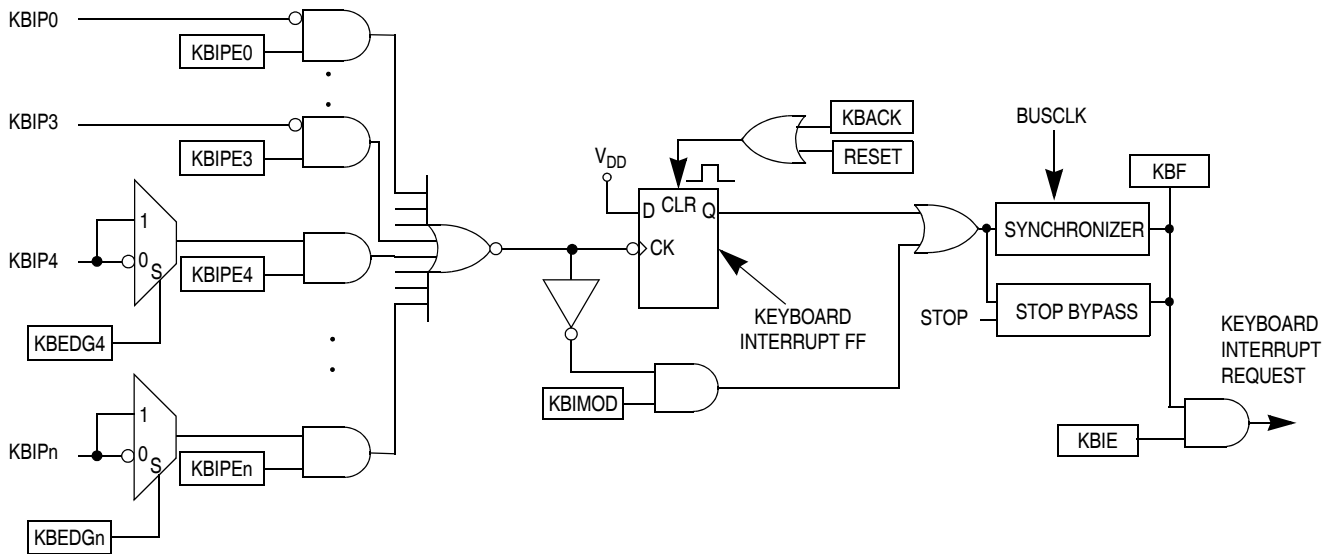 KBIP0
KBIPE0
KBIP3
KBIPE3
KBACK
RESET
BUSCLK
VDD
KBF
D CLR Q
CK
1
0
S
KBIP4
KBIPE4
KBEDG4
SYNCHRONIZER
STOP
STOP BYPASS
KEYBOARD
INTERRUPT FF
KEYBOARD
INTERRUPT
REQUEST
KBIMOD
1
0
S
KBIPn
KBIPEn
KBEDGn
KBIE